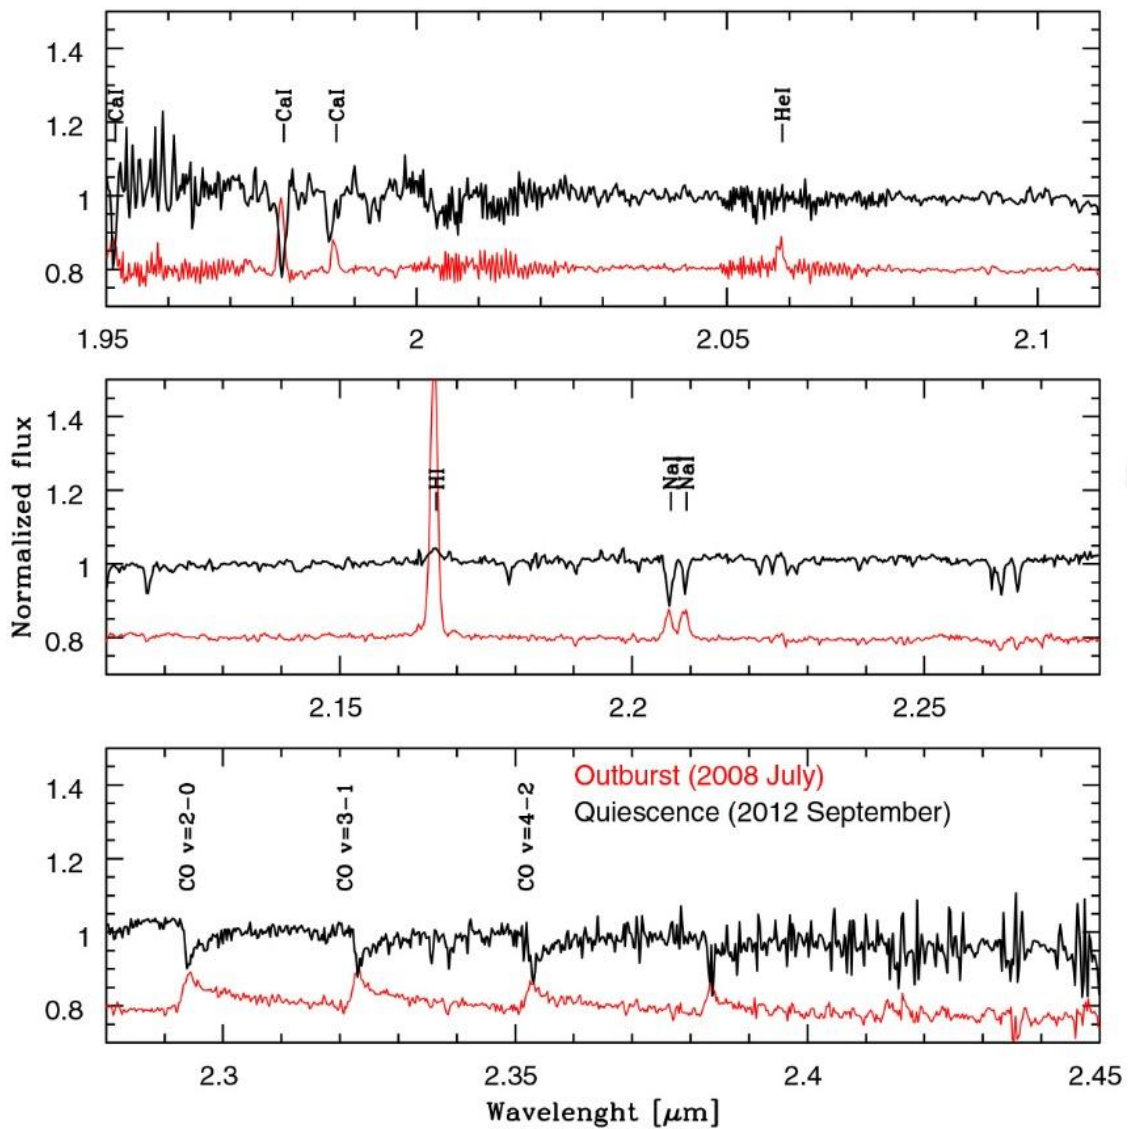 1.4
1.2
1
0.8
CaI
CaI
CaI
HeI
1.95
2
2.05
2.1
Normalized flux
1.4
1.2
1
0.8
HI
NaI
NaI
2.15
2.2
2.25
1.4
1.2
1
0.8
CO v=2-0
CO v=3-1
CO v=4-2
Outburst (2008 July)
Quiescence (2012 September)
2.3
2.35
2.4
2.45
Wavelenght [μm]